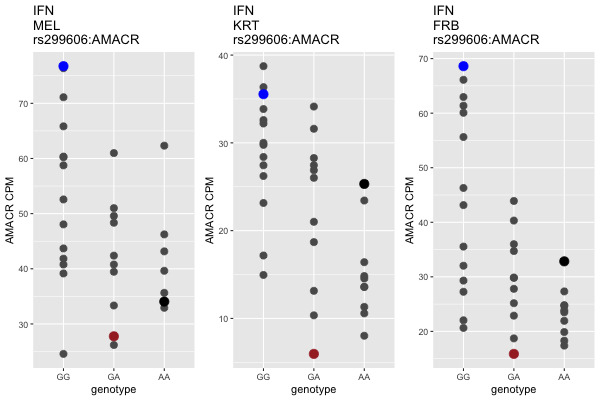 IFN
MEL
rs299606:AMACR
AMACR CPM
70
60
50
40
30
GG
GA
AA
genotype
IFN
KRT
rs299606:AMACR
AMACR CPM
40
30
20
10
GG
GA
AA
genotype
IFN
FRB
rs299606:AMACR
AMACR CPM
70
60
50
40
30
20
GG
GA
AA
genotype